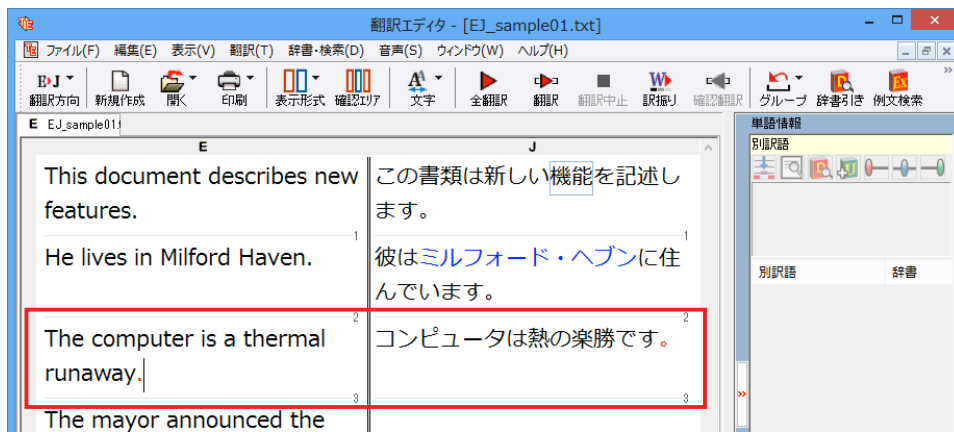 翻訳エディタ - [EJ_sample01.txt]
ファイル(F) 編集(E) 表示(V) 翻訳(T) 辞書・検索(D) 音声(S) ウィンドウ(W) ヘルプ(H)
翻訳方向 新規作成 開く 印刷 表示形式 確認エリア 文字 全翻訳 翻訳 翻訳中止 訳振り 確認翻訳 グループ 辞書引き 例文検索
E EJ_sample01.t
単語情報
別訳語
E J
This document describes new
features.
1
この書類は新しい機能を記述し
ます。
1
He lives in Milford Haven.
2
彼はミルフォード・ヘブンに住
んでいます。
2
The computer is a thermal
runaway.
3
コンピュータは熱の楽勝です。
3
The mayor announced the
別訳語 辞書